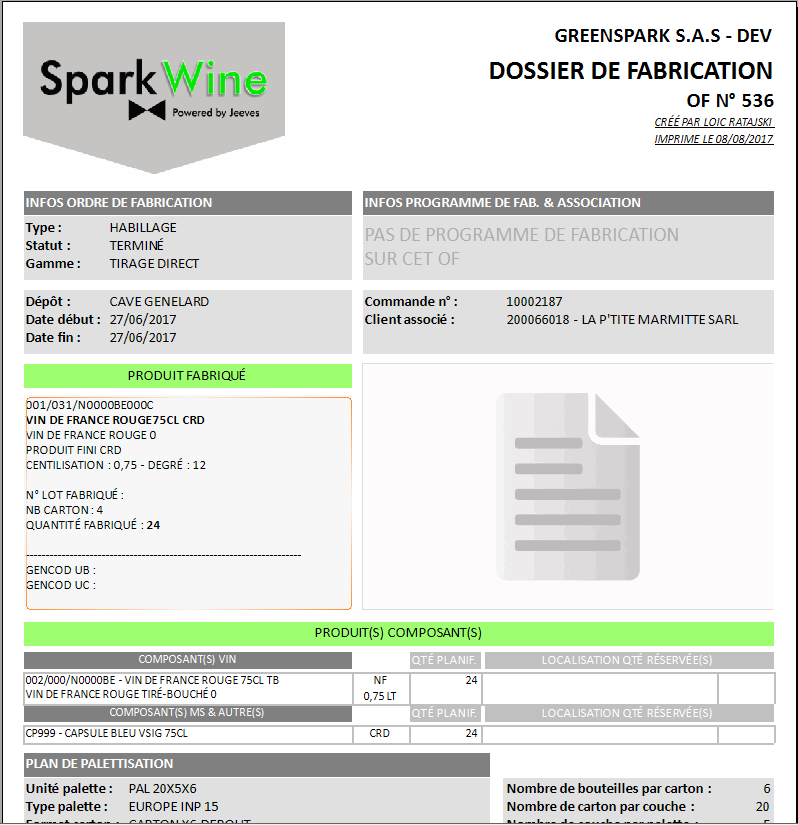 SparkWine
Powered by Jeeves
GREENSPARK S.A.S - DEV
DOSSIER DE FABRICATION
OF N° 536
CRÉÉ PAR LOIC RATAJSKI
IMPRIME LE 08/08/2017
INFOS ORDRE DE FABRICATION
Type : HABILLAGE
Statut : TERMINÉ
Gamme : TIRAGE DIRECT
INFOS PROGRAMME DE FAB. & ASSOCIATION
PAS DE PROGRAMME DE FABRICATION
SUR CET OF
Dépôt : CAVE GENELARD
Date début : 27/06/2017
Date fin : 27/06/2017
Commande n° : 10002187
Client associé : 200066018 - LA P'TITE MARMITTE SARL
PRODUIT FABRIQUÉ
001/031/N0000BE000C
VIN DE FRANCE ROUGE75CL CRD
VIN DE FRANCE ROUGE 0
PRODUIT FINI CRD
CENTILISATION : 0,75 - DEGRÉ : 12
N° LOT FABRIQUÉ :
NB CARTON : 4
QUANTITÉ FABRIQUÉ : 24
------------------------------------------------------------
GENCOD UB :
GENCOD UC :
PRODUIT(S) COMPOSANT(S)
COMPOSANT(S) VIN QTÉ PLANIF. LOCALISATION QTÉ RÉSERVÉE(S)
002/000/N0000BE - VIN DE FRANCE ROUGE 75CL TB NF 24
VIN DE FRANCE ROUGE TIRÉ-BOUCHÉ 0 0,75 LT
COMPOSANT(S) MS & AUTRE(S) QTÉ PLANIF. LOCALISATION QTÉ RÉSERVÉE(S)
CP999 - CAPSULE BLEU VSIG 75CL CRD 24
PLAN DE PALETTISATION
Unité palette : PAL 20X5X6
Type palette : EUROPE INP 15
Format carton : CARTON X6 DEBOUT
Nombre de bouteilles par carton : 6
Nombre de carton par couche : 20
Nombre de couche par palette : 5